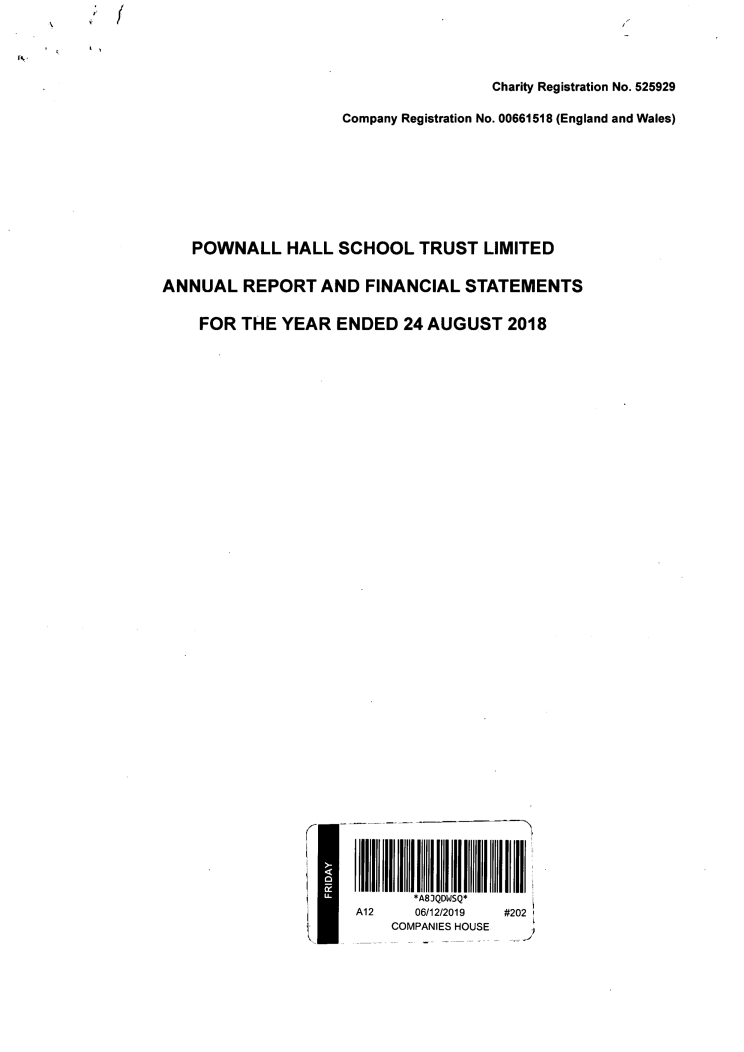 Charity Registration No. 525929
Company Registration No. 00661518 (England and Wales)
POWNALL HALL SCHOOL TRUST LIMITED
ANNUAL REPORT AND FINANCIAL STATEMENTS
FOR THE YEAR ENDED 24 AUGUST 2018
FRIDAY
*A8JQDWSQ*
A12 06/12/2019 #202
COMPANIES HOUSE